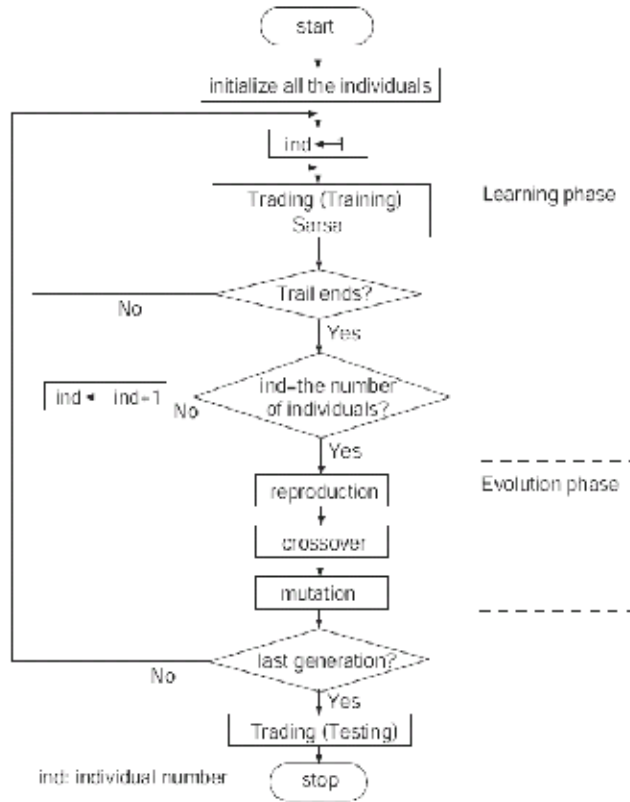 start
initialize all the individuals
ind
Trading (Training)
Sarsa
Learning phase
Trail ends?
No
Yes
ind-the number
of individuals?
ind ind-1
No
Yes
reproduction
Evolution phase
crossover
mutation
last generation?
No
Yes
Trading (Testing)
ind: individual number
stop